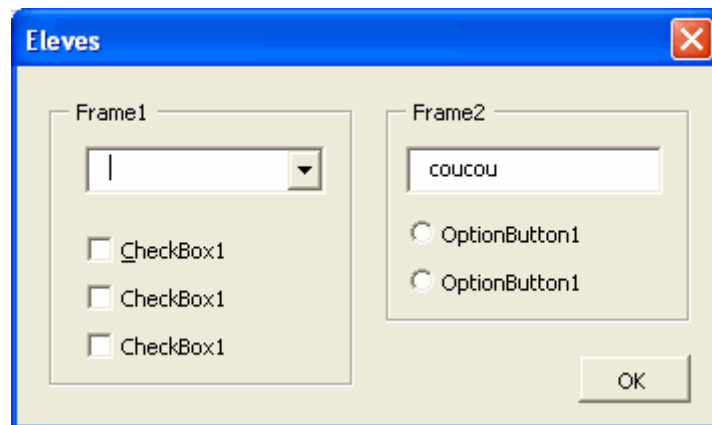 Eleves
Frame1
CheckBox1
CheckBox1
CheckBox1
Frame2
coucou
OptionButton1
OptionButton1
OK